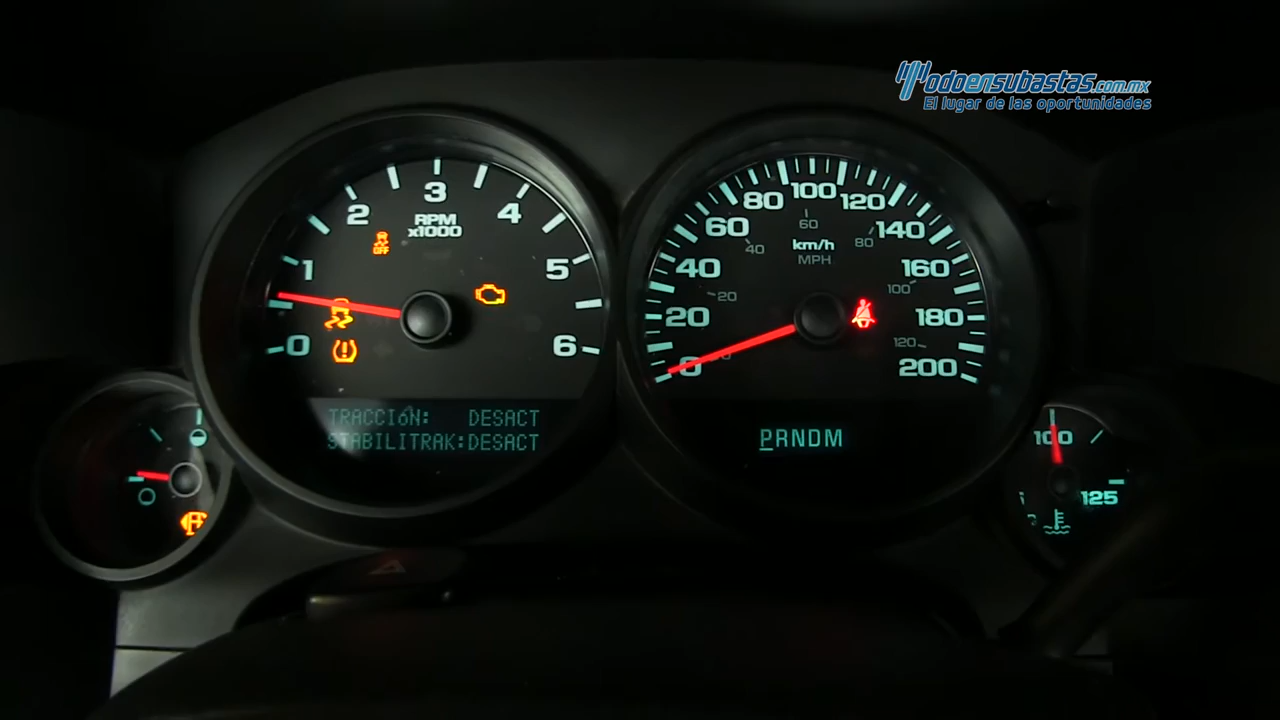 Todoensubastas.com.mx
El lugar de las oportunidades
0
1
2
3
4
5
6
RPM
x1000
OFF
TRACCIóN: DESACT
STABILITRAK:DESACT
0
20
40
60
80
100
120
140
160
180
200
km/h
MPH
20
40
60
80
100
120
PRNDM
100
125